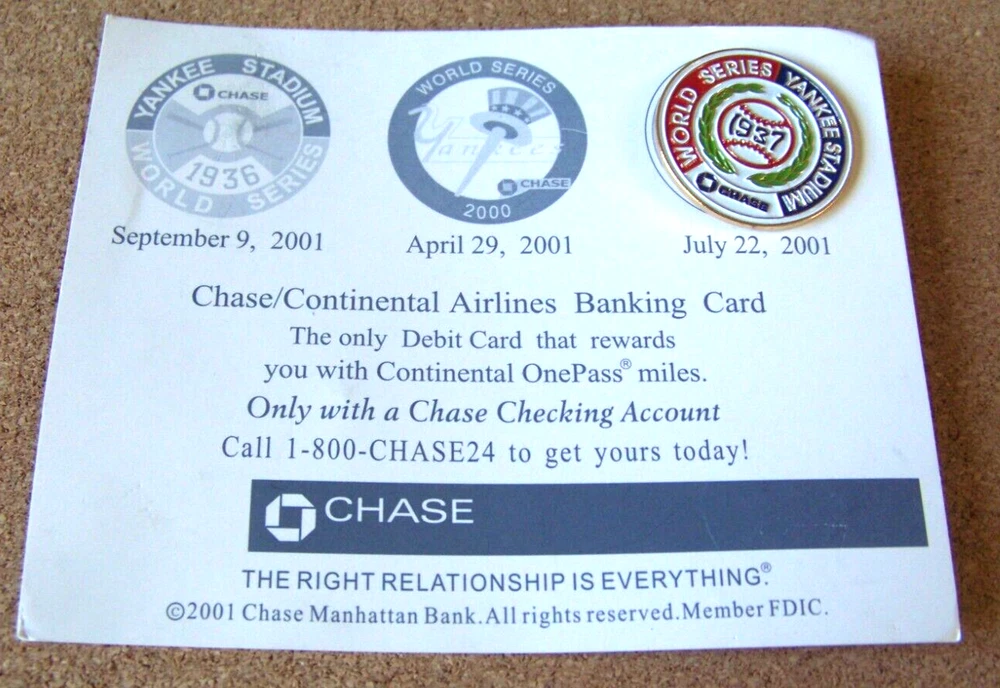 YANKEE STADIUM
CHASE
1936
WORLD SERIES
September 9, 2001
WORLD SERIES
Yankees
CHASE
2000
April 29, 2001
WORLD SERIES YANKEE STADIUM
1937
CHASE
July 22, 2001
Chase/Continental Airlines Banking Card
The only Debit Card that rewards
you with Continental OnePass® miles.
Only with a Chase Checking Account
Call 1-800-CHASE24 to get yours today!
CHASE
THE RIGHT RELATIONSHIP IS EVERYTHING.®
©2001 Chase Manhattan Bank. All rights reserved. Member FDIC.